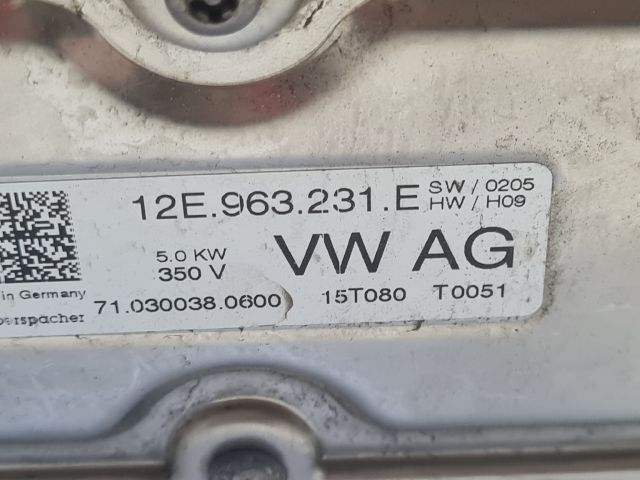 12E.963.231.E SW/0205
HW/H09
5.0 KW
350 V
VW AG
in Germany
71.030038.0600 15T080 T0051
erspacher